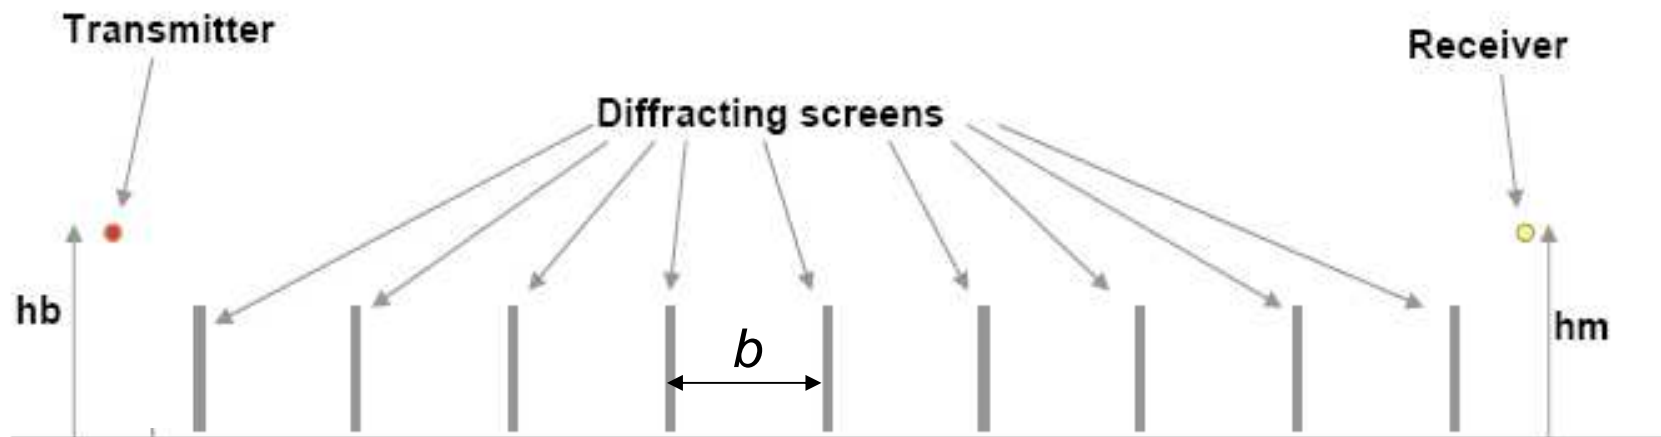 Transmitter
Receiver
Diffracting screens
hb
b
hm